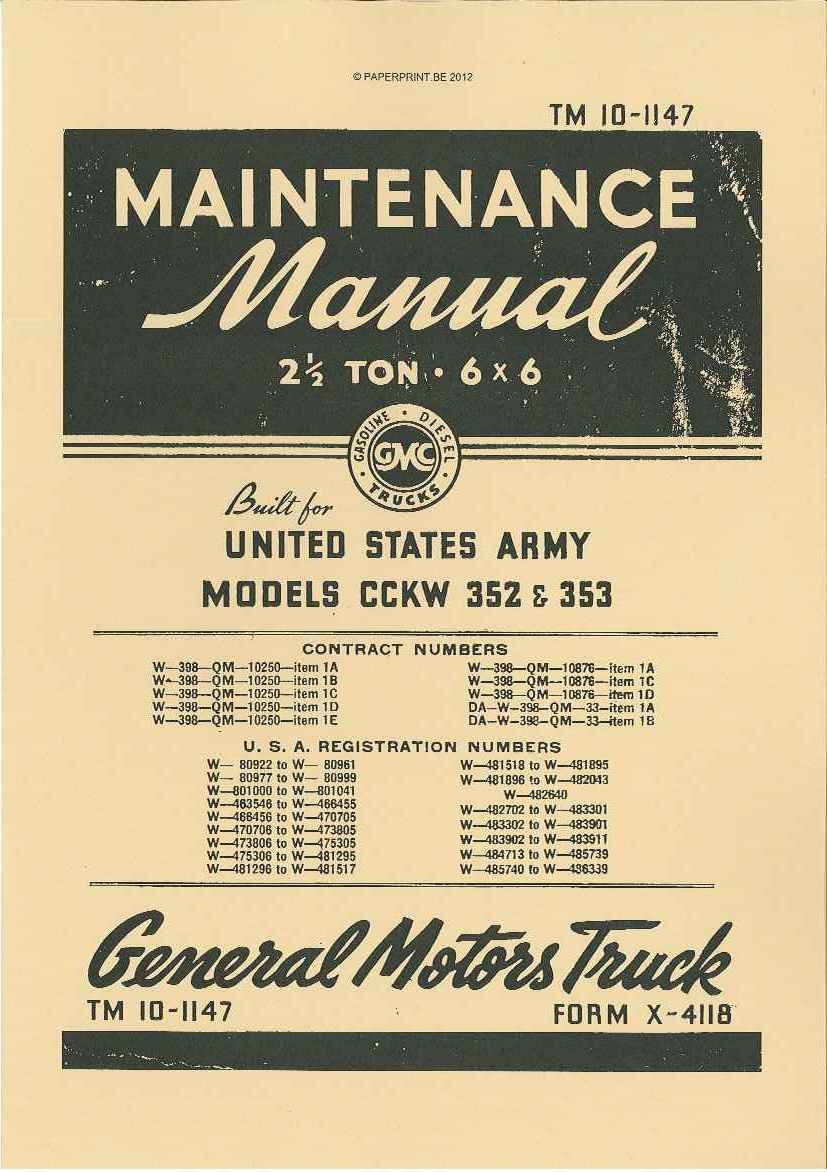 © PAPERPRINT.BE 2012
TM 10-1147
MAINTENANCE
Manual
2½ TON · 6 x 6
GASOLINE · DIESEL
GMC
· TRUCKS ·
Built for
UNITED STATES ARMY
MODELS CCKW 352 & 353
CONTRACT NUMBERS
W—398—QM—10250—item 1A
W—398—QM—10250—item 1B
W—398—QM—10250—item 1C
W—398—QM—10250—item 1D
W—398—QM—10250—item 1E
W—398—QM—10876—item 1A
W—398—QM—10876—item 1C
W—398—QM—10876—item 1D
DA—W—398—QM—33—item 1A
DA—W—398—QM—33—item 1B
U. S. A. REGISTRATION NUMBERS
W— 80922 to W— 80961
W— 80977 to W— 80999
W—801000 to W—801041
W—463546 to W—466455
W—466456 to W—470705
W—470706 to W—473805
W—473806 to W—475305
W—475306 to W—481295
W—481296 to W—481517
W—481518 to W—481895
W—481896 to W—482043
W—482640
W—482702 to W—483301
W—483302 to W—483901
W—483902 to W—483911
W—484713 to W—485739
W—485740 to W—436339
General Motors Truck
TM 10-1147
FORM X-4118